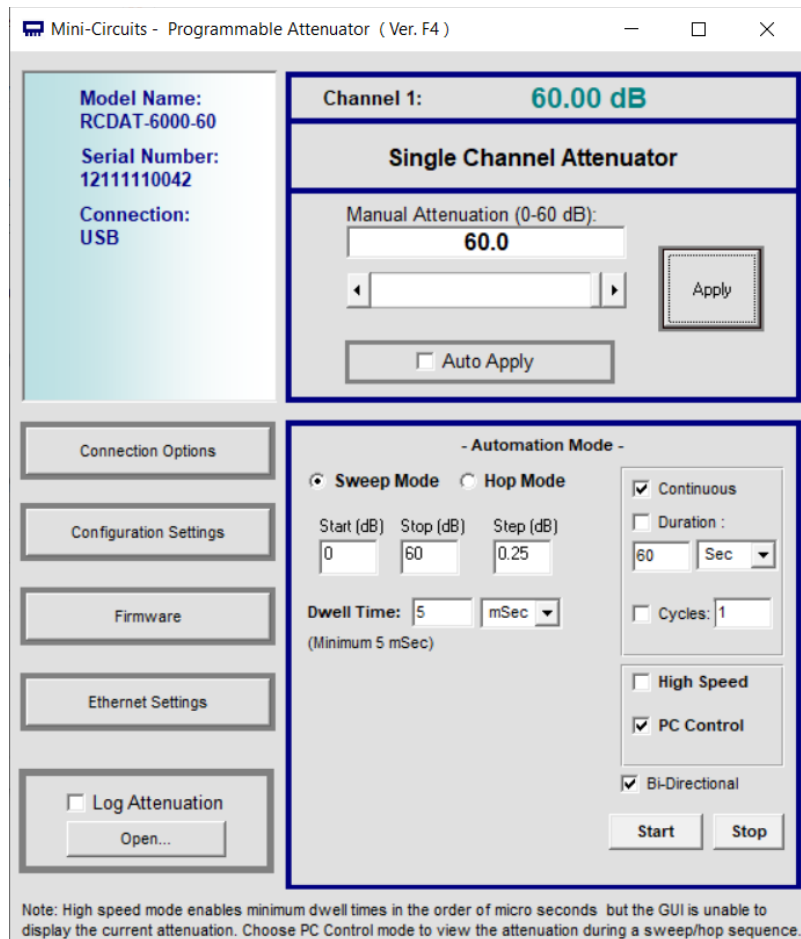 Mini-Circuits -  Programmable Attenuator  ( Ver. F4 )
Model Name:
RCDAT-6000-60
Serial Number:
12111110042
Connection:
USB
Channel 1:
60.00 dB
Single Channel Attenuator
Manual Attenuation (0-60 dB):
60.0
Apply
Auto Apply
Connection Options
Configuration Settings
Firmware
Ethernet Settings
Log Attenuation
Open...
- Automation Mode -
Sweep Mode
Hop Mode
Start (dB) Stop (dB) Step (dB)
0 60 0.25
Dwell Time: 5 mSec
(Minimum 5 mSec)
Continuous
Duration :
60 Sec
Cycles: 1
High Speed
PC Control
Bi-Directional
Start Stop
Note: High speed mode enables minimum dwell times in the order of micro seconds  but the GUI is unable to
display the current attenuation. Choose PC Control mode to view the attenuation during a sweep/hop sequence.